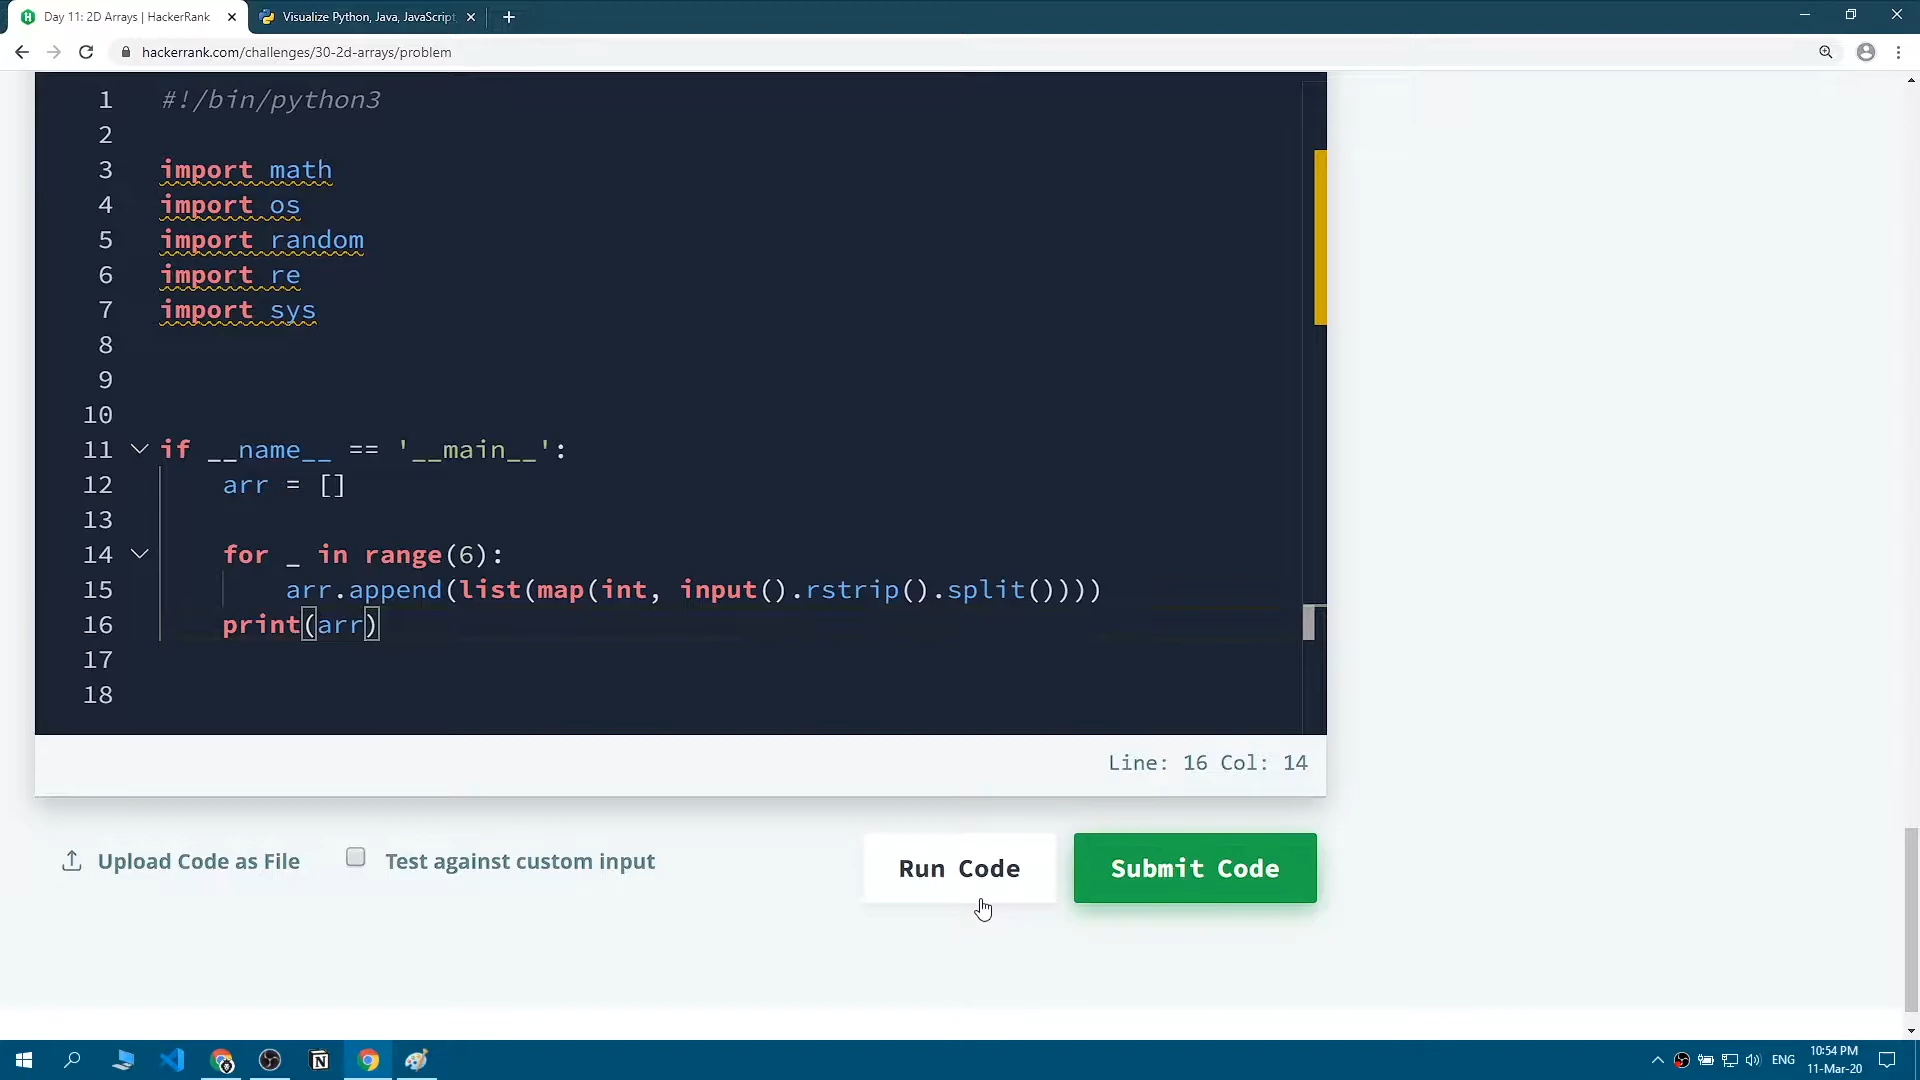 Day 11: 2D Arrays | HackerRank
Visualize Python, Java, JavaScript
hackerrank.com/challenges/30-2d-arrays/problem
1 #!/bin/python3
2
3 import math
4 import os
5 import random
6 import re
7 import sys
8
9
10
11 if __name__ == '__main__':
12 arr = []
13
14 for _ in range(6):
15 arr.append(list(map(int, input().rstrip().split())))
16 print(arr)
17
18
Line: 16 Col: 14
Upload Code as File
Test against custom input
Run Code
Submit Code
ENG
10:54 PM
11-Mar-20